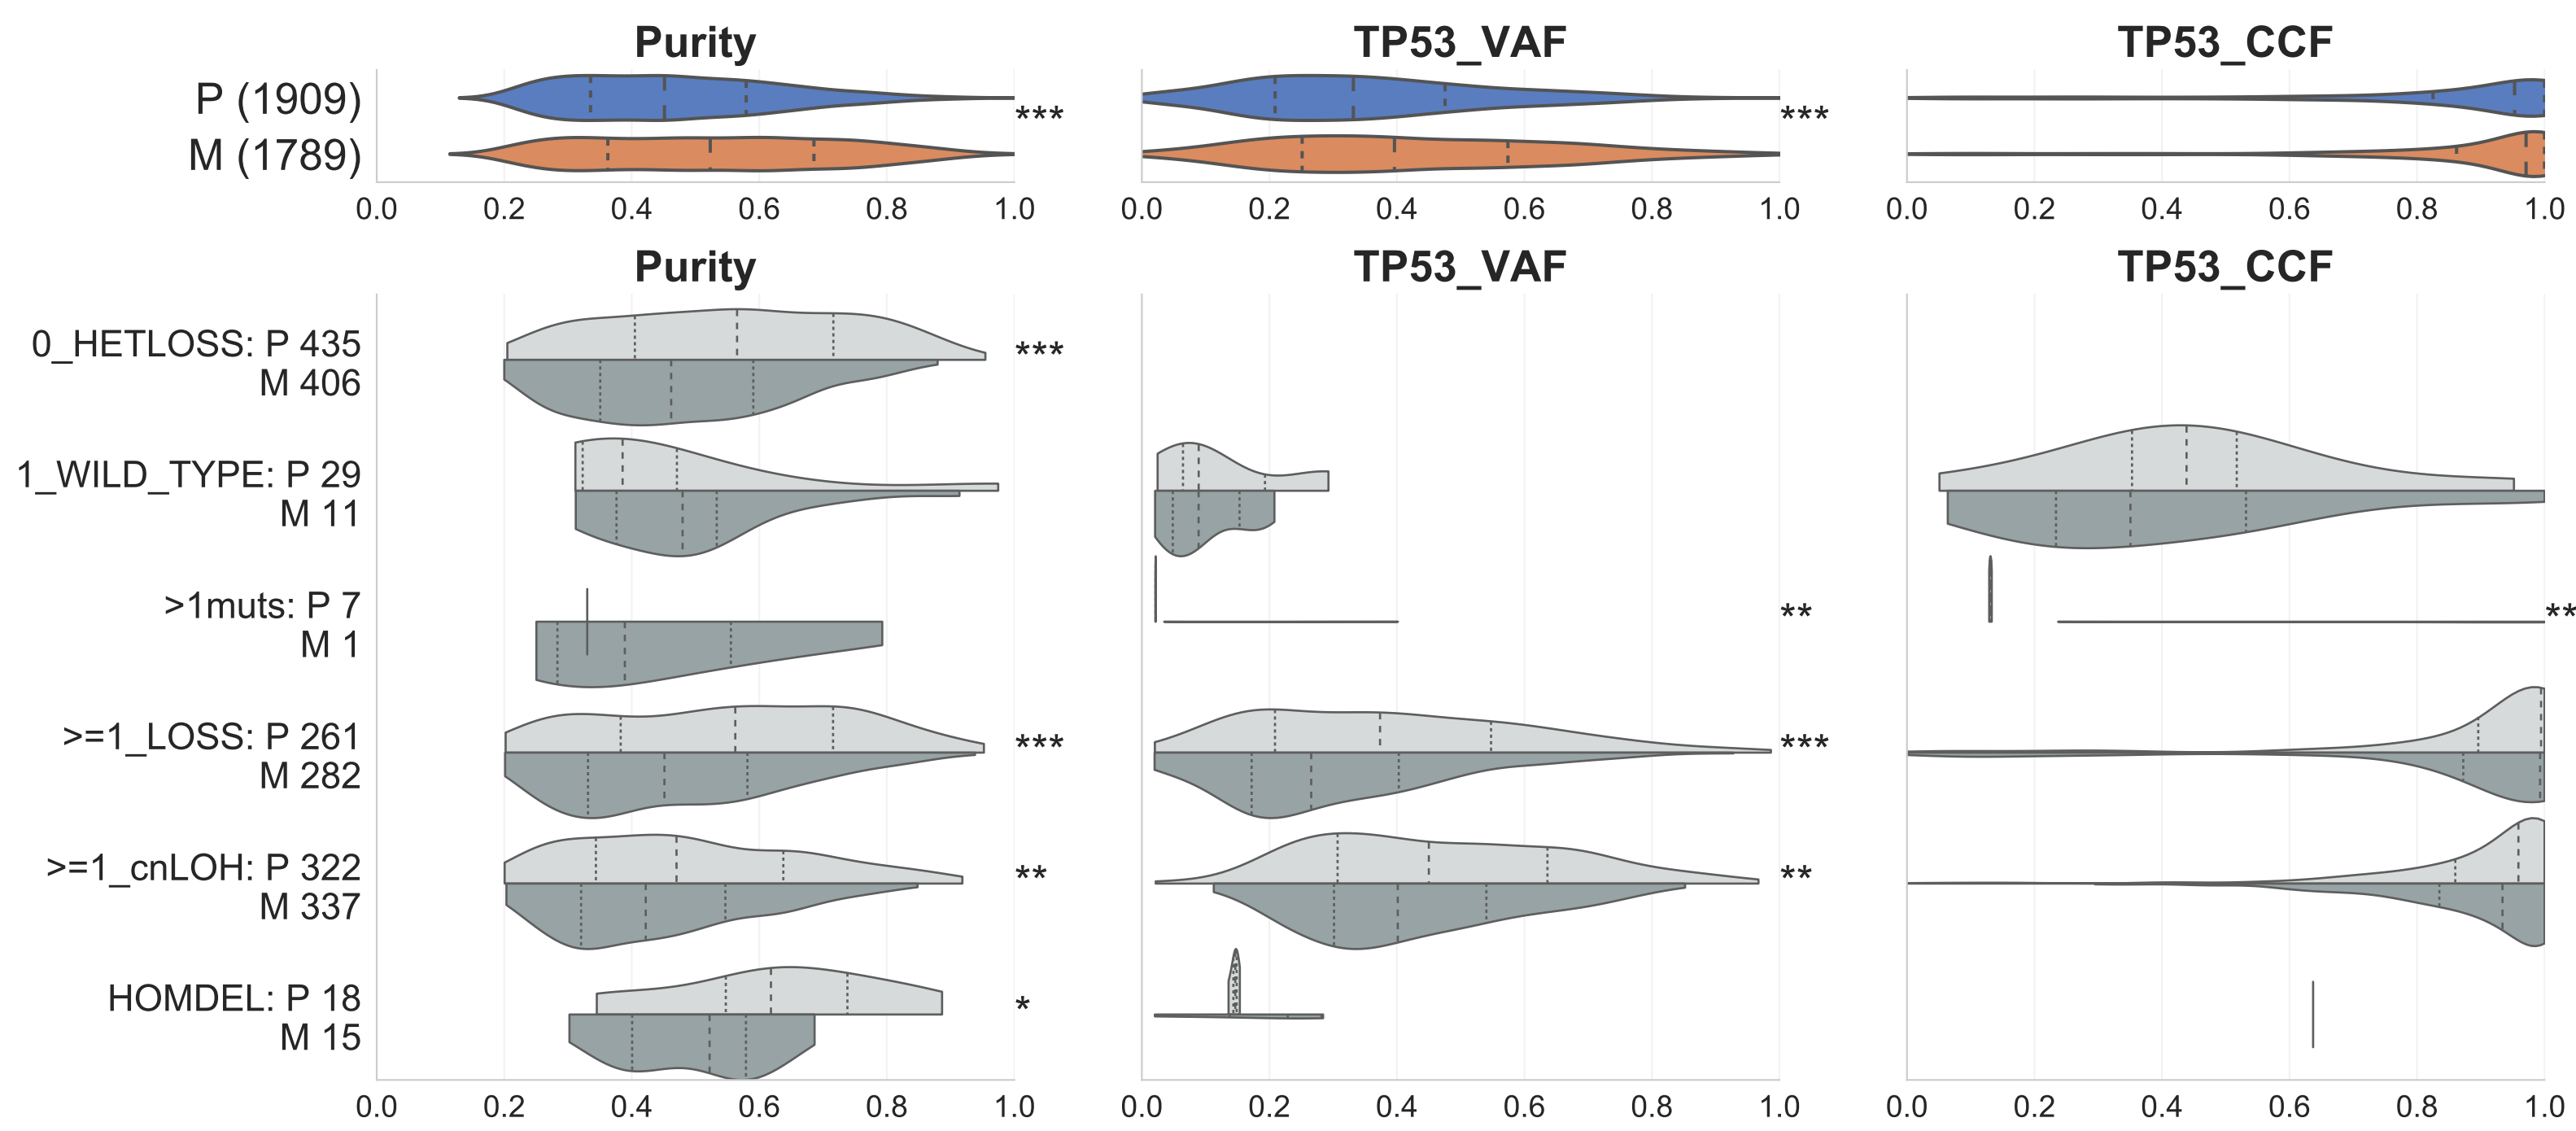 Purity TP53_VAF TP53_CCF
P (1909)
*** ***
M (1789)
0.0 0.2 0.4 0.6 0.8 1.0 0.0 0.2 0.4 0.6 0.8 1.0 0.0 0.2 0.4 0.6 0.8 1.0
Purity TP53_VAF TP53_CCF
0_HETLOSS: P 435 ***
M 406
1_WILD_TYPE: P 29
M 11
>1muts: P 7 ** **
M 1
>=1_LOSS: P 261 *** ***
M 282
>=1_cnLOH: P 322 ** **
M 337
HOMDEL: P 18 *
M 15
0.0 0.2 0.4 0.6 0.8 1.0 0.0 0.2 0.4 0.6 0.8 1.0 0.0 0.2 0.4 0.6 0.8 1.0